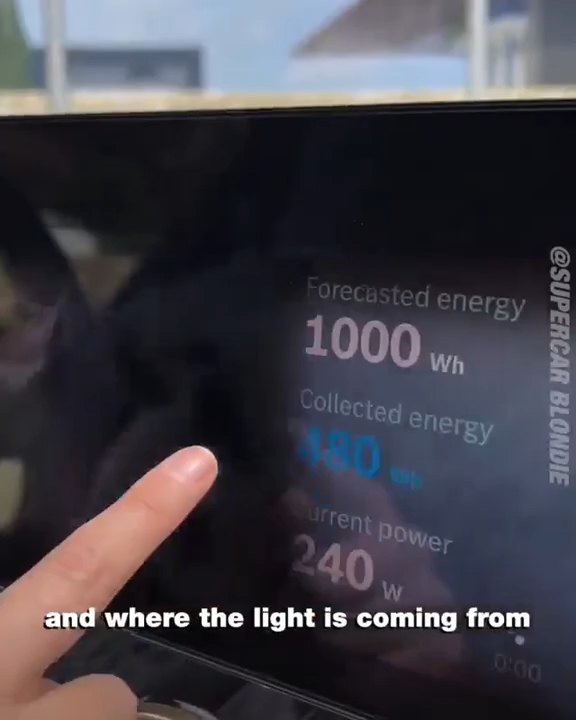 Forecasted energy
1000 Wh
Collected energy
480 Wh
urrent power
240 W
and where the light is coming from
0:00
@SUPERCAR BLONDIE